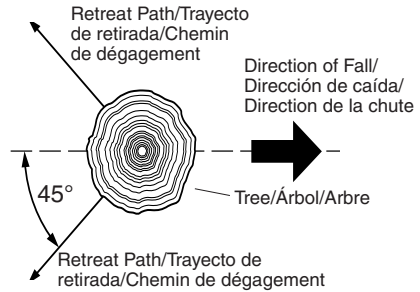 Retreat Path/Trayecto
de retirada/Chemin
de dégagement
Direction of Fall/
Dirección de caída/
Direction de la chute
45°
Tree/Árbol/Arbre
Retreat Path/Trayecto de
retirada/Chemin de dégagement